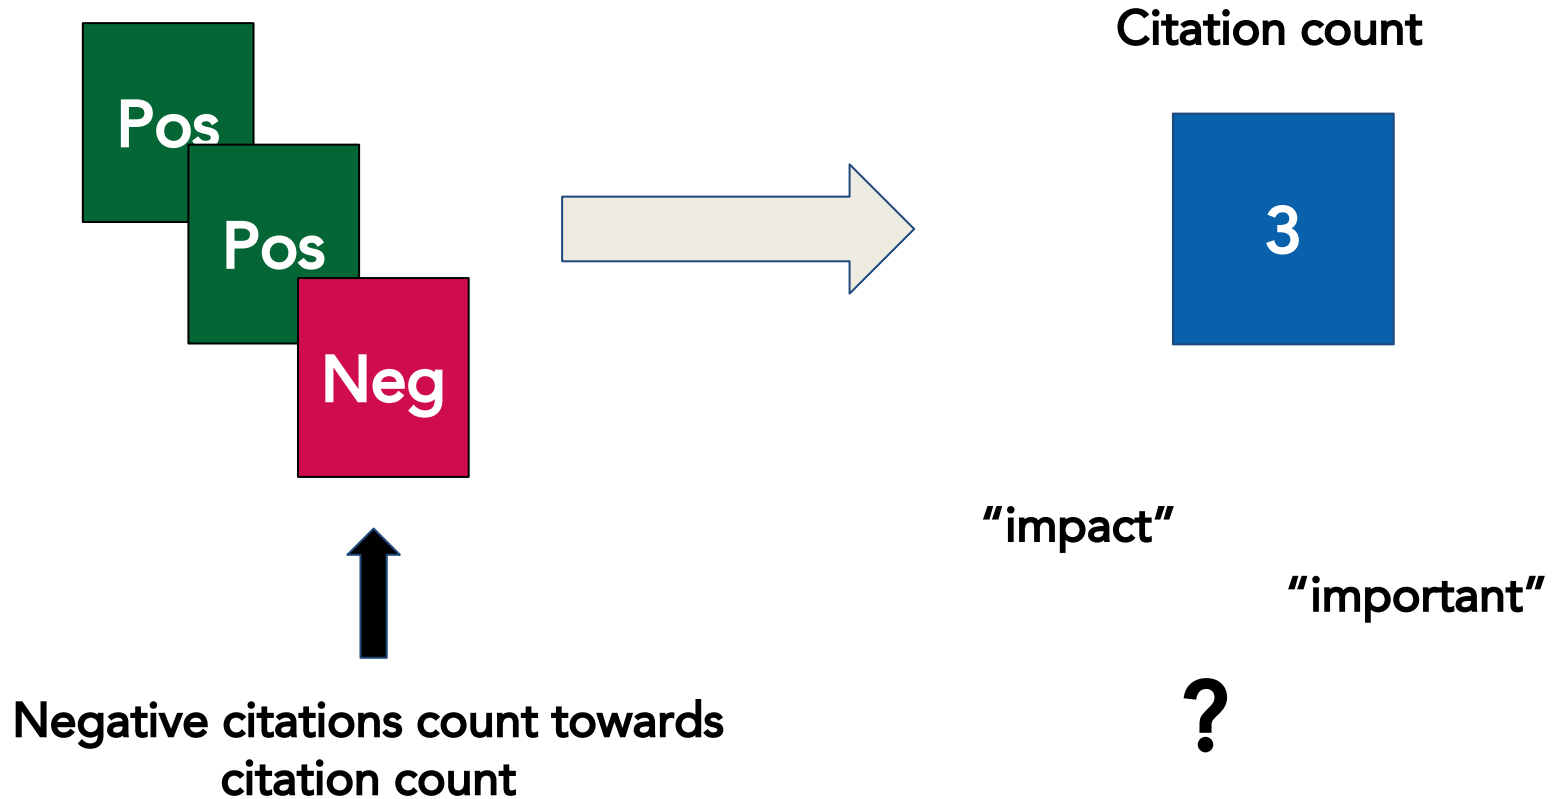 Citation count
Pos
Pos
3
Neg
“impact”
“important”
?
Negative citations count towards
citation count